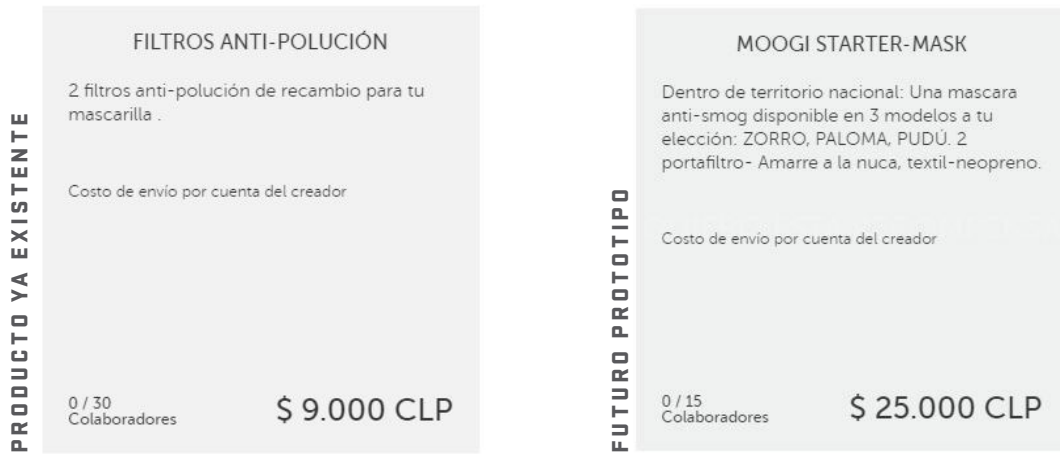 PRODUCTO YA EXISTENTE
FILTROS ANTI-POLUCIÓN
2 filtros anti-polución de recambio para tu
mascarilla .
Costo de envío por cuenta del creador
0 / 30
Colaboradores
$ 9.000 CLP
FUTURO PROTOTIPO
MOOGI STARTER-MASK
Dentro de territorio nacional: Una mascara
anti-smog disponible en 3 modelos a tu
elección: ZORRO, PALOMA, PUDÚ. 2
portafiltro- Amarre a la nuca, textil-neopreno.
Costo de envío por cuenta del creador
0 / 15
Colaboradores
$ 25.000 CLP